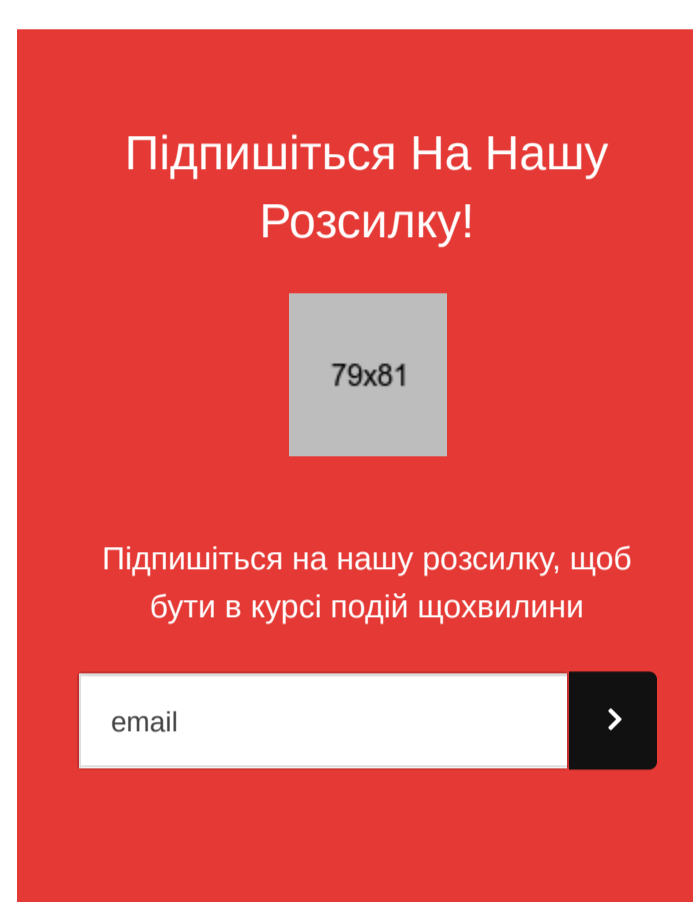 Підпишіться На Нашу
Розсилку!
79x81
Підпишіться на нашу розсилку, щоб
бути в курсі подій щохвилини
email